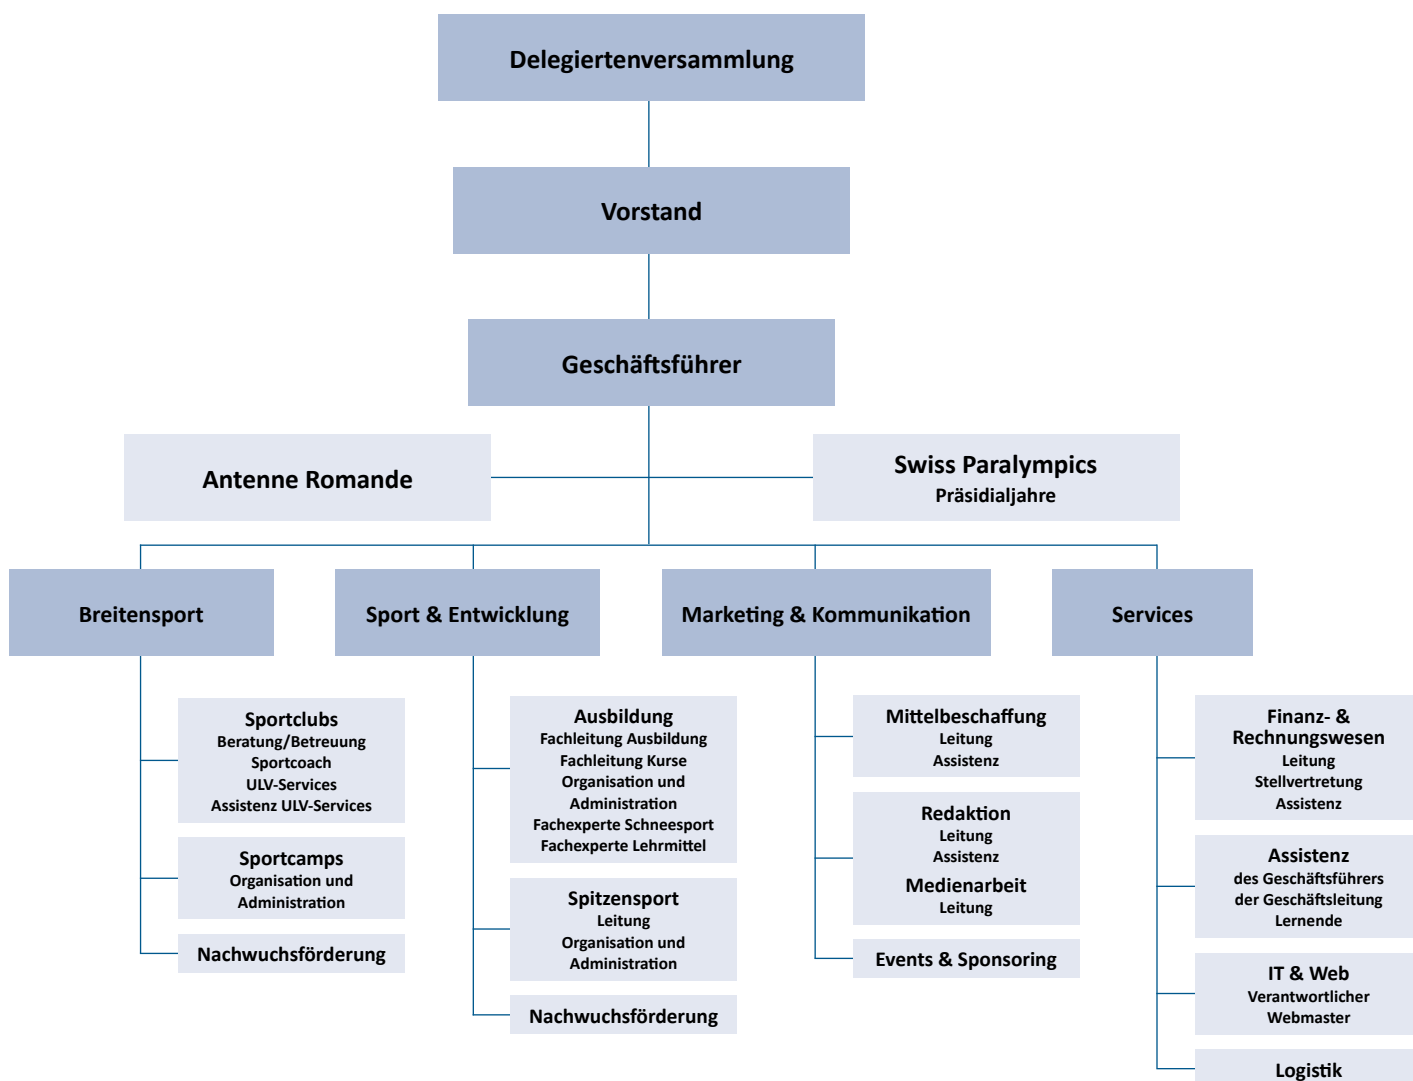 Delegiertenversammlung
Vorstand
Geschäftsführer
Antenne Romande
Swiss Paralympics
Präsidialjahre
Breitensport
Sport & Entwicklung
Marketing & Kommunikation
Services
Sportclubs
Beratung/Betreuung
Sportcoach
ULV-Services
Assistenz ULV-Services
Sportcamps
Organisation und
Administration
Nachwuchsförderung
Ausbildung
Fachleitung Ausbildung
Fachleitung Kurse
Organisation und
Administration
Fachexperte Schneesport
Fachexperte Lehrmittel
Spitzensport
Leitung
Organisation und
Administration
Nachwuchsförderung
Mittelbeschaffung
Leitung
Assistenz
Redaktion
Leitung
Assistenz
Medienarbeit
Leitung
Events & Sponsoring
Finanz- &
Rechnungswesen
Leitung
Stellvertretung
Assistenz
Assistenz
des Geschäftsführers
der Geschäftsleitung
Lernende
IT & Web
Verantwortlicher
Webmaster
Logistik